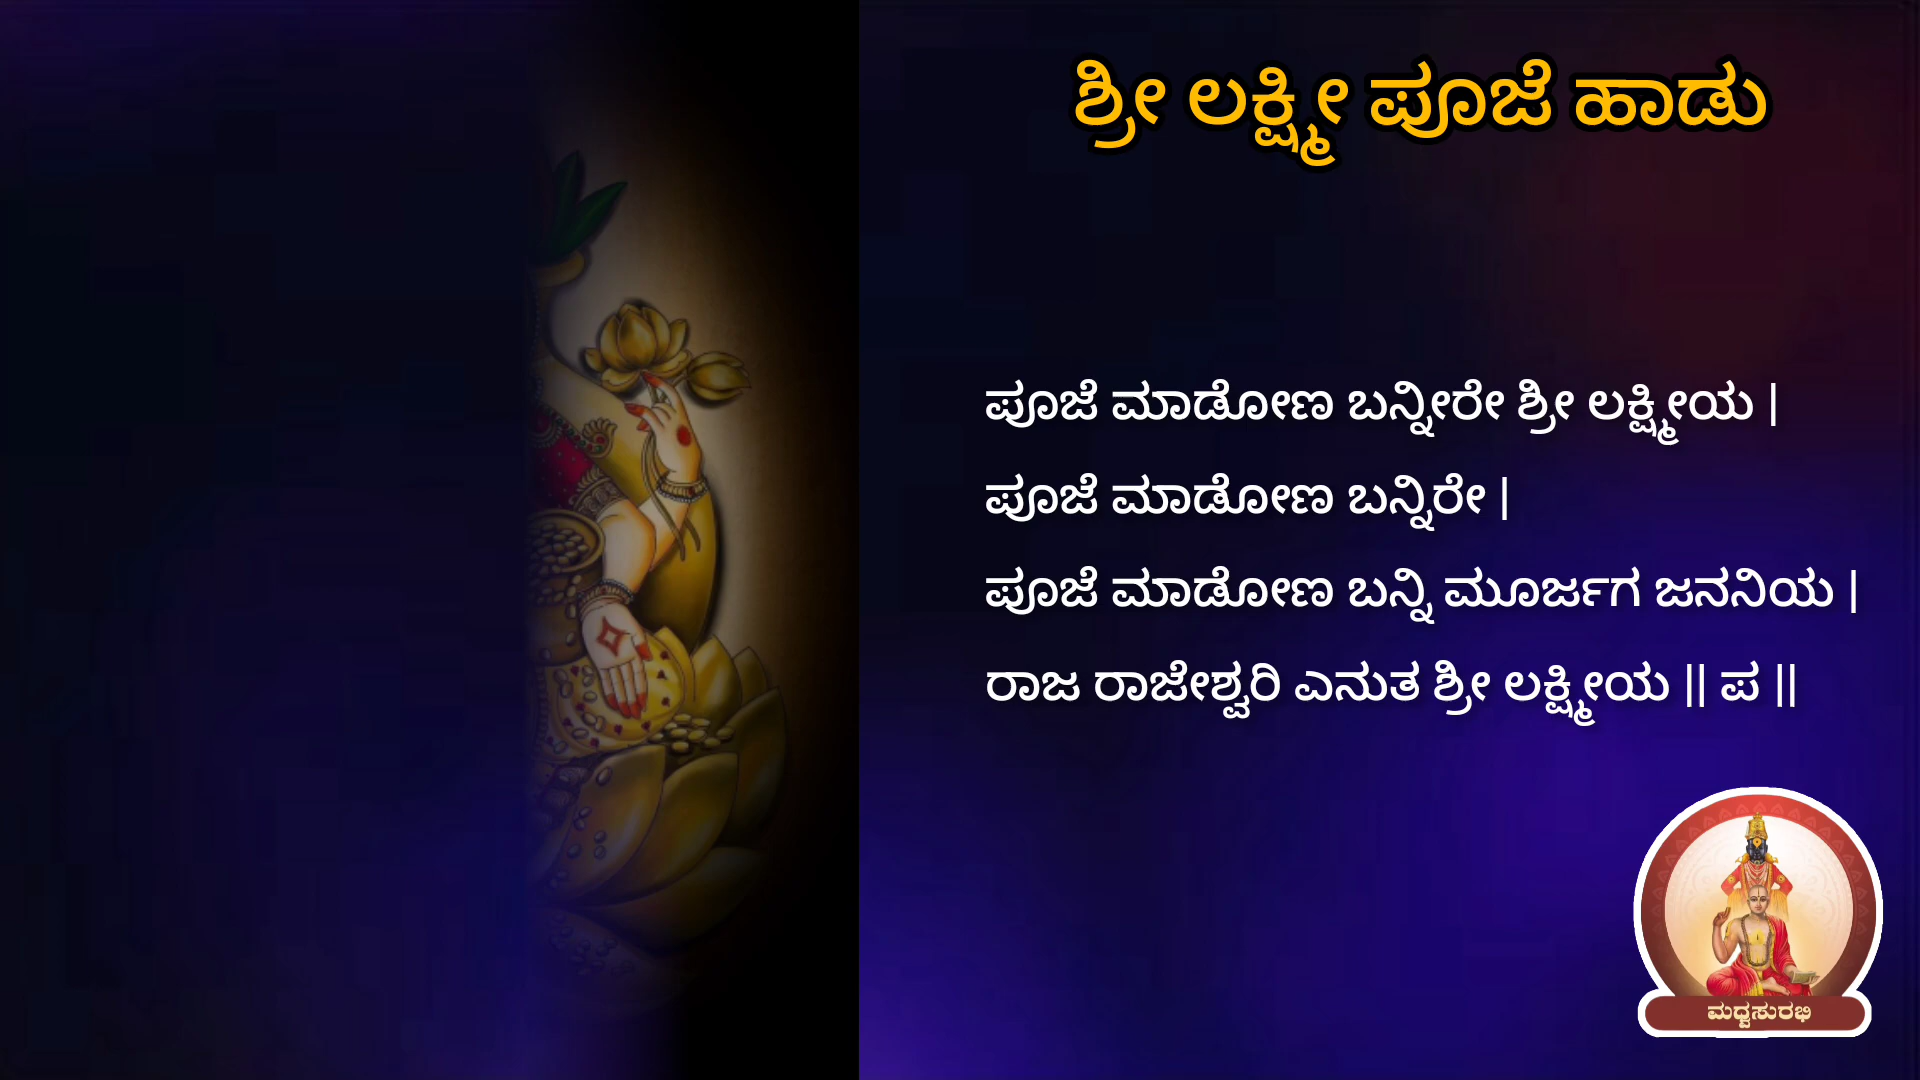 ಶ್ರೀ ಲಕ್ಷ್ಮೀ ಪೂಜೆ ಹಾಡು
ಪೂಜೆ ಮಾಡೋಣ ಬನ್ನೀರೇ ಶ್ರೀ ಲಕ್ಷ್ಮೀಯ |
ಪೂಜೆ ಮಾಡೋಣ ಬನ್ನಿರೇ |
ಪೂಜೆ ಮಾಡೋಣ ಬನ್ನಿ ಮೂರ್ಜಗ ಜನನಿಯ |
ರಾಜ ರಾಜೇಶ್ವರಿ ಎನುತ ಶ್ರೀ ಲಕ್ಷ್ಮೀಯ || ಪ ||
ಮಧ್ವಸುರಭಿ